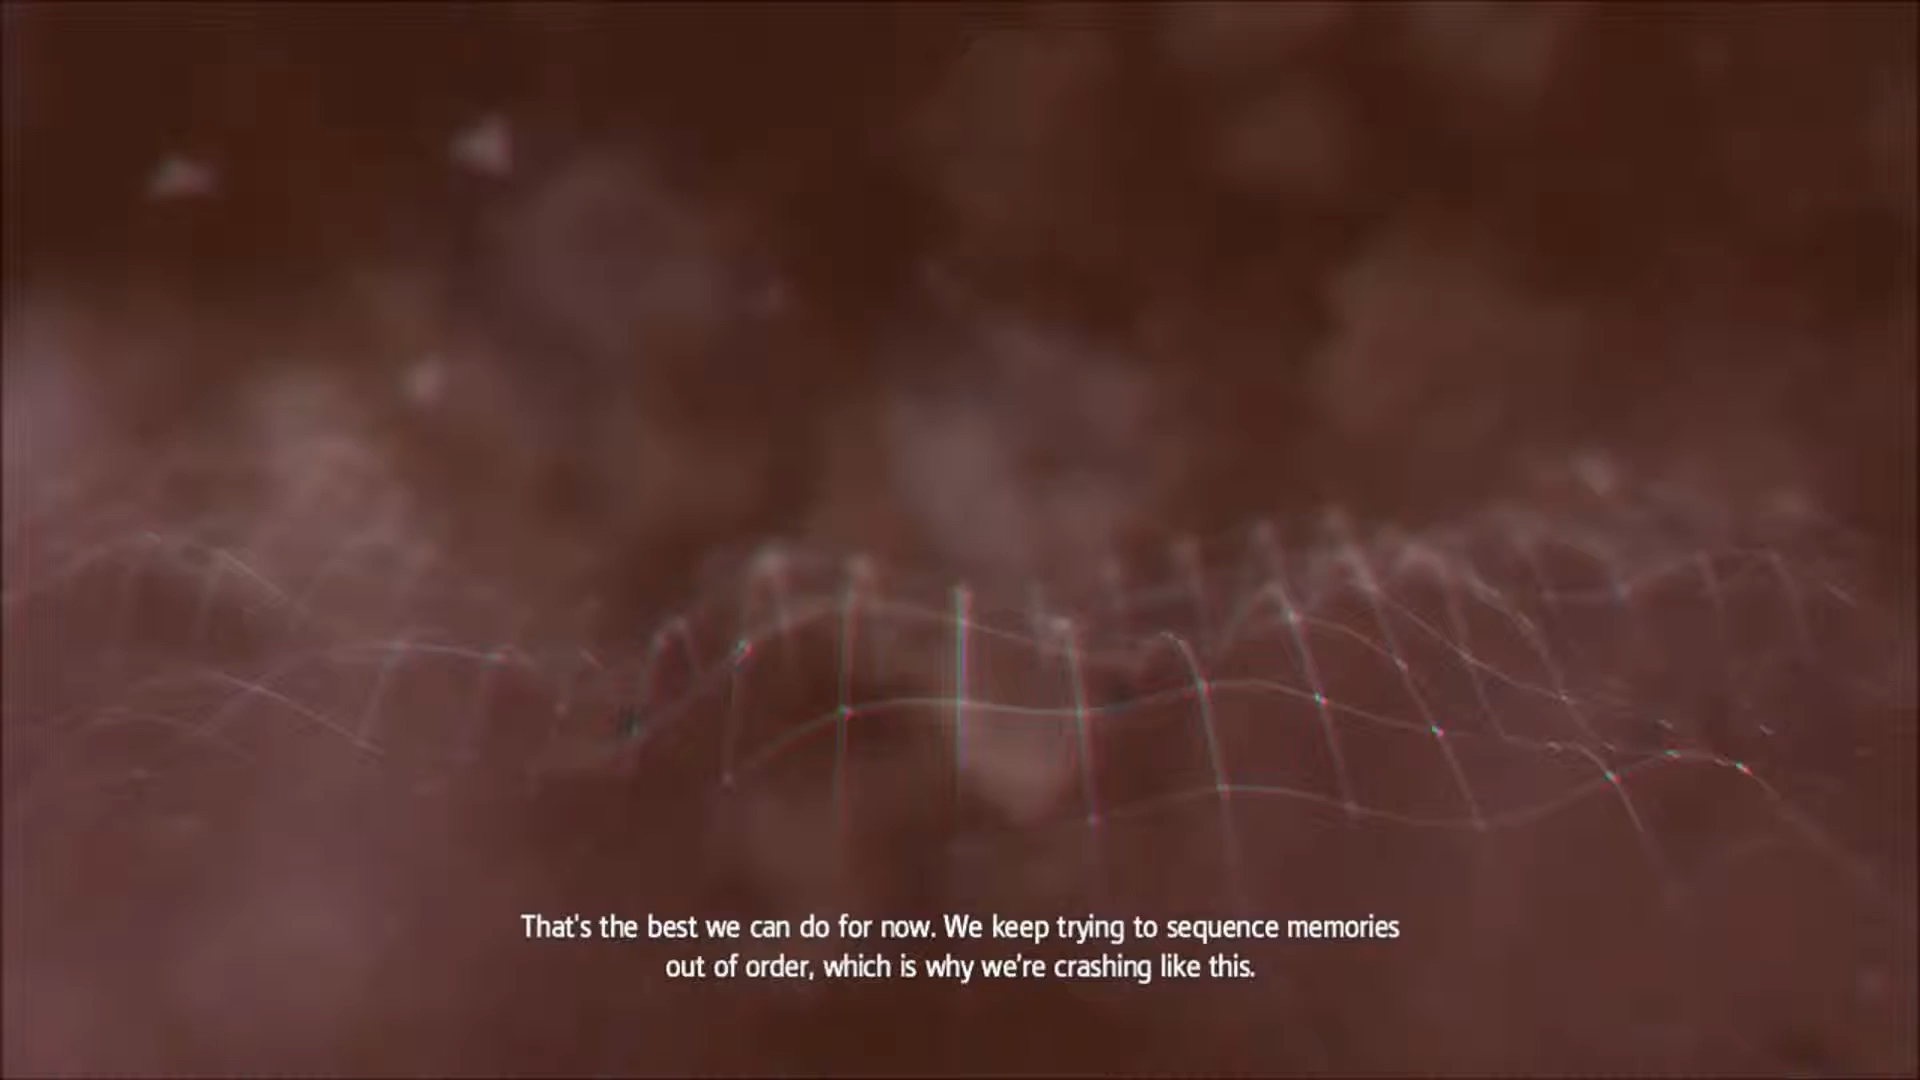 That's the best we can do for now. We keep trying to sequence memories
out of order, which is why we're crashing like this.